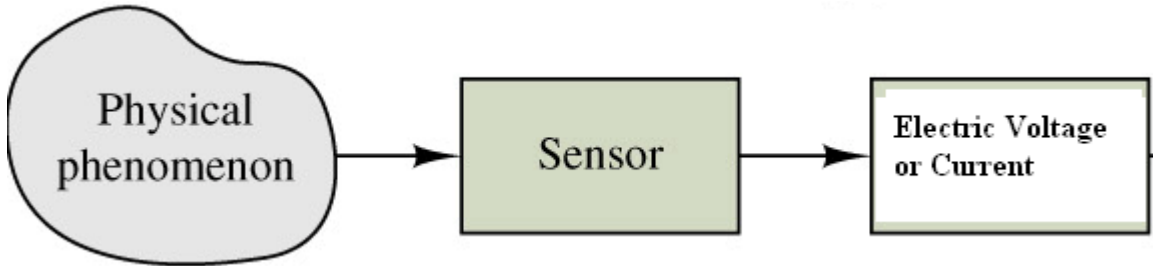 Physical
phenomenon
Sensor
Electric Voltage
or Current